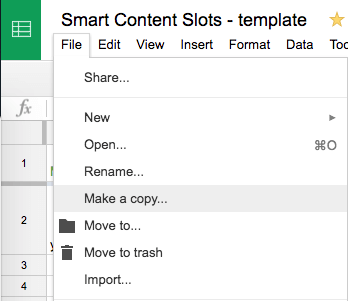 Smart Content Slots - template
File Edit View Insert Format Data
Share...
fx
New
Open... ⌘O
1
Rename...
Make a copy...
2
Move to...
Move to trash
3
Import...
4